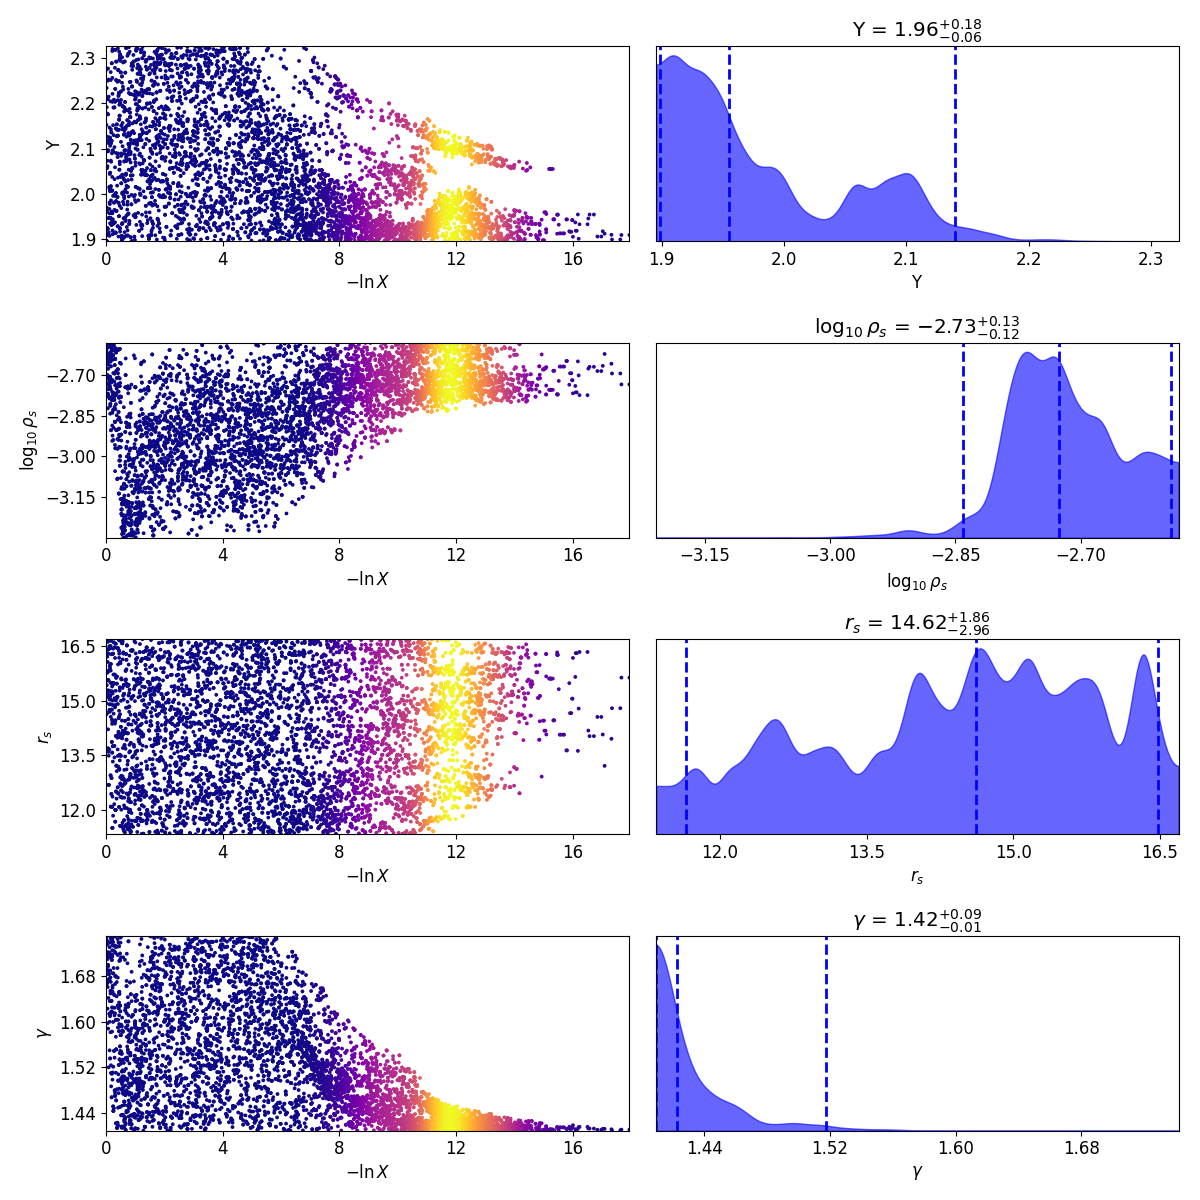 Y = 1.96+0.18 −0.06
2.3
2.2
2.1
2.0
1.9
Y
0 4 8 12 16
−ln X
1.9 2.0 2.1 2.2 2.3
Y
log10 ρs = −2.73+0.13 −0.12
−2.70
−2.85
−3.00
−3.15
log10 ρs
0 4 8 12 16
−ln X
−3.15 −3.00 −2.85 −2.70
log10 ρs
rs = 14.62+1.86 −2.96
16.5
15.0
13.5
12.0
rs
0 4 8 12 16
−ln X
12.0 13.5 15.0 16.5
rs
γ = 1.42+0.09 −0.01
1.68
1.60
1.52
1.44
γ
0 4 8 12 16
−ln X
1.44 1.52 1.60 1.68
γ